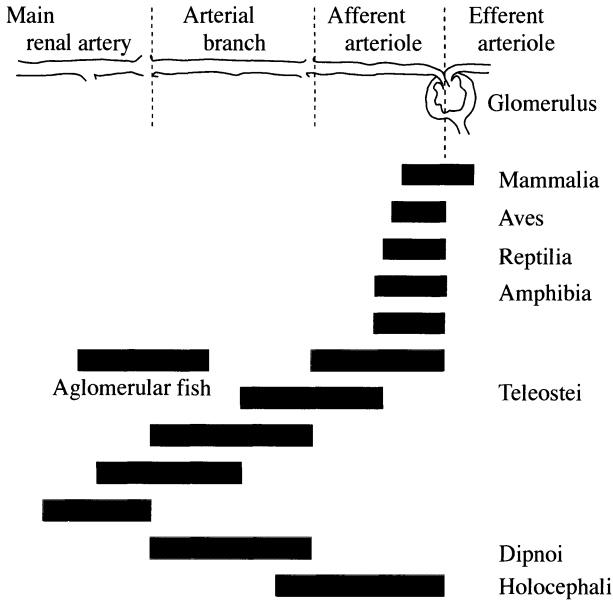 Main
renal artery
Arterial
branch
Afferent
arteriole
Efferent
arteriole
Glomerulus
Mammalia
Aves
Reptilia
Amphibia
Aglomerular fish
Teleostei
Dipnoi
Holocephali